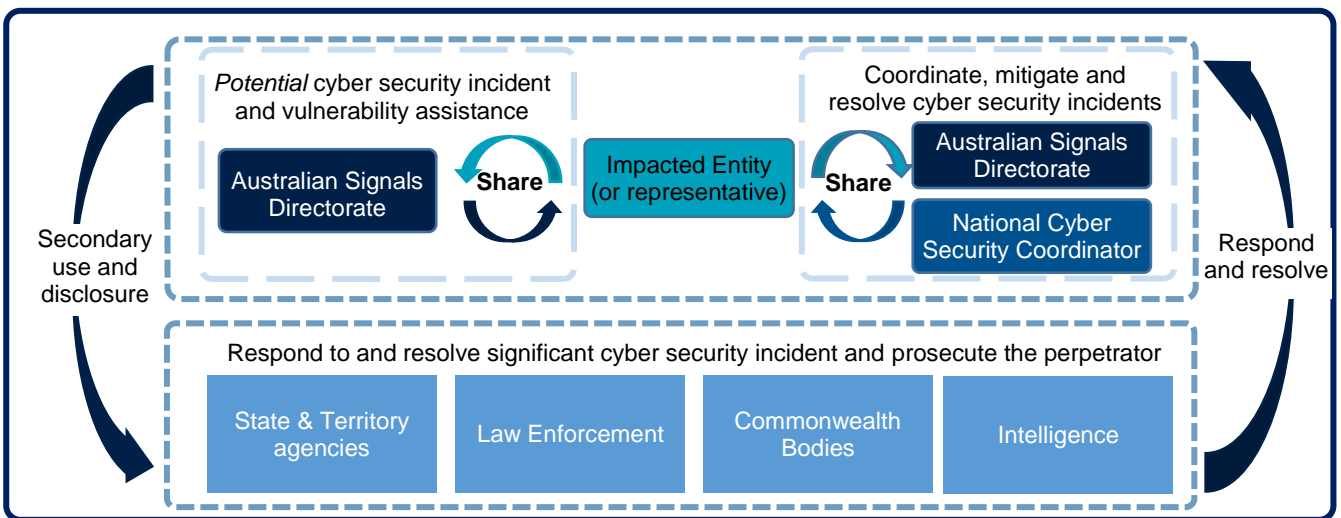 Potential cyber security incident
and vulnerability assistance
Australian Signals
Directorate
Share
Impacted Entity
(or representative)
Coordinate, mitigate and
resolve cyber security incidents
Share
Australian Signals
Directorate
National Cyber
Security Coordinator
Secondary
use and
disclosure
Respond
and resolve
Respond to and resolve significant cyber security incident and prosecute the perpetrator
State & Territory
agencies
Law Enforcement
Commonwealth
Bodies
Intelligence